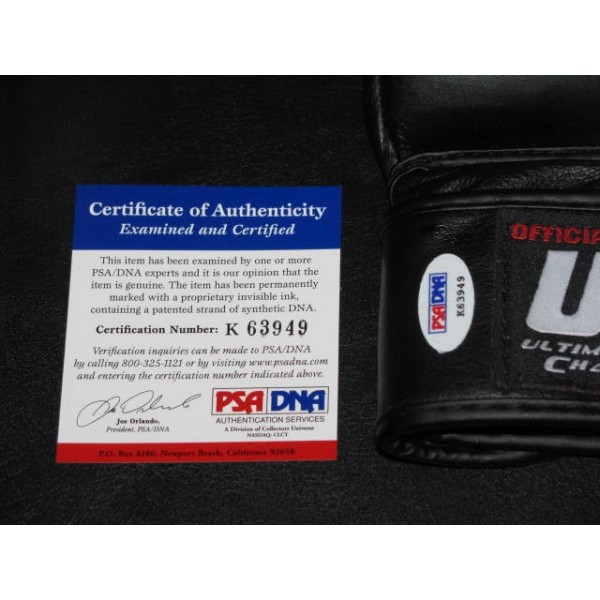 Certificate of Authenticity
Examined and Certified
This item has been examined by one or more
PSA/DNA experts and it is our opinion that the
item is genuine. The item has been permanently
marked with a proprietary invisible ink,
containing a patented strand of synthetic DNA.
Certification Number: K 63949
Verification inquiries can be made to PSA/DNA
by calling 800-325-1121 or by visiting www.psadna.com
and entering the certification number indicated above.
Joe Orlando,
President, PSA/DNA
PSA DNA
AUTHENTICATION SERVICES
A Division of Collectors Universe
NASDAQ: CLCT
P.O. Box 6180, Newport Beach, California 92658
PSA DNA
K63949
OFFICIA
U
ULTIM
CHA